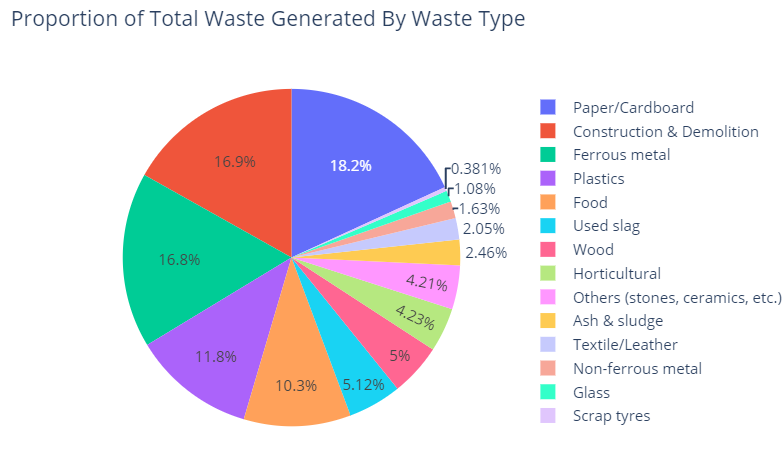 Proportion of Total Waste Generated By Waste Type
18.2%
16.9%
16.8%
11.8%
10.3%
5.12%
5%
4.23%
4.21%
2.46%
2.05%
1.63%
1.08%
0.381%
Paper/Cardboard
Construction & Demolition
Ferrous metal
Plastics
Food
Used slag
Wood
Horticultural
Others (stones, ceramics, etc.)
Ash & sludge
Textile/Leather
Non-ferrous metal
Glass
Scrap tyres